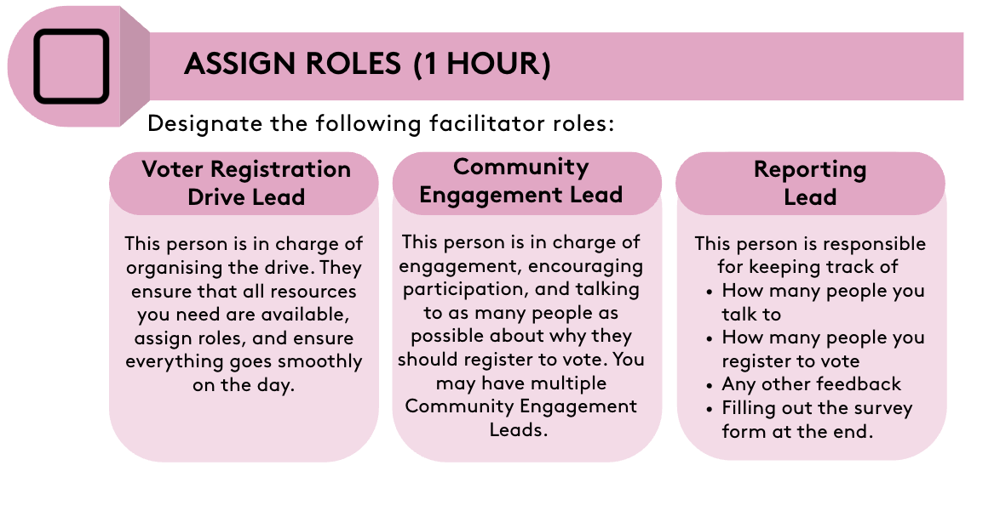 ASSIGN ROLES (1 HOUR)
Designate the following facilitator roles:
Voter Registration
Drive Lead
This person is in charge of
organising the drive. They
ensure that all resources
you need are available,
assign roles, and ensure
everything goes smoothly
on the day.
Community
Engagement Lead
This person is in charge of
engagement, encouraging
participation, and talking
to as many people as
possible about why they
should register to vote. You
may have multiple
Community Engagement
Leads.
Reporting
Lead
This person is responsible
for keeping track of
• How many people you
talk to
• How many people you
register to vote
• Any other feedback
• Filling out the survey
form at the end.